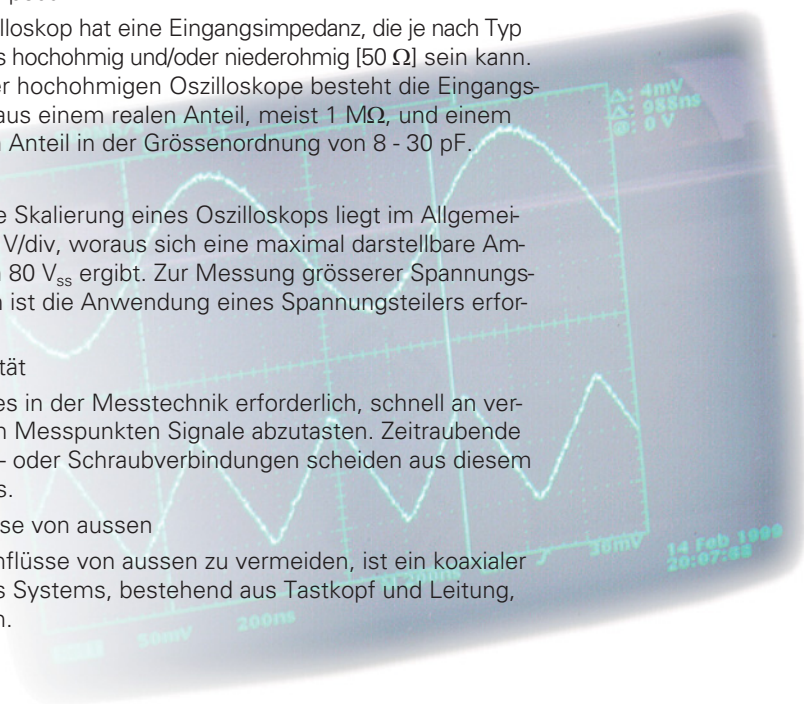 illoskop hat eine Eingangsimpedanz, die je nach Typ
s hochohmig und/oder niederohmig [50 Ω] sein kann.
er hochohmigen Oszilloskope besteht die Eingangs-
aus einem realen Anteil, meist 1 MΩ, und einem
n Anteil in der Grössenordnung von 8 - 30 pF.
e Skalierung eines Oszilloskops liegt im Allgemei-
V/div, woraus sich eine maximal darstellbare Am-
n 80 Vss ergibt. Zur Messung grösserer Spannungs-
n ist die Anwendung eines Spannungsteilers erfor-
tät
es in der Messtechnik erforderlich, schnell an ver-
n Messpunkten Signale abzutasten. Zeitraubende
- oder Schraubverbindungen scheiden aus diesem
s.
sse von aussen
nflüsse von aussen zu vermeiden, ist ein koaxialer
s Systems, bestehend aus Tastkopf und Leitung,
n.
Δ: 4mV
Δ: 988ns
@: 0 V
30mV
14 Feb 1999
50mV
200ns